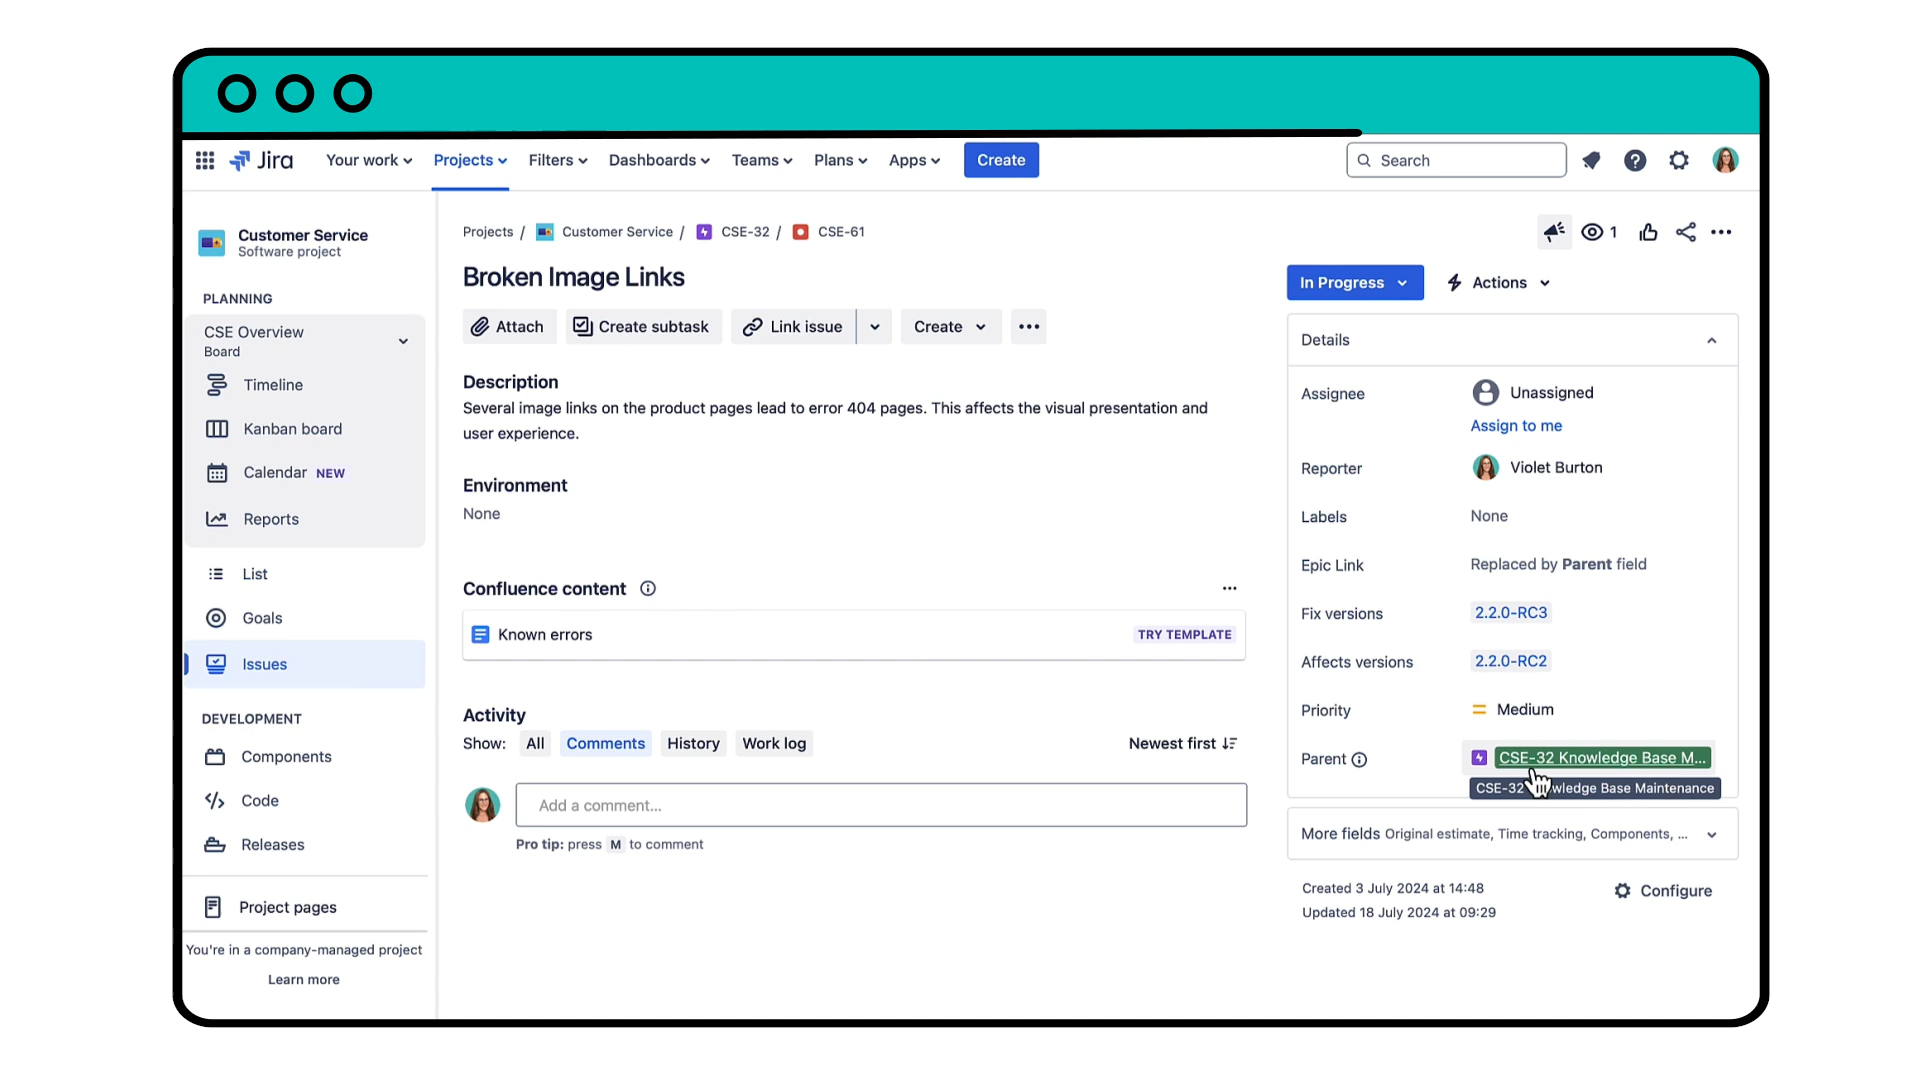 Jira
Your work
Projects
Filters
Dashboards
Teams
Plans
Apps
Create
Search
Customer Service
Software project
PLANNING
CSE Overview
Board
Timeline
Kanban board
Calendar NEW
Reports
List
Goals
Issues
DEVELOPMENT
Components
Code
Releases
Project pages
You're in a company-managed project
Learn more
Projects / Customer Service / CSE-32 / CSE-61
Broken Image Links
Attach
Create subtask
Link issue
Create
Description
Several image links on the product pages lead to error 404 pages. This affects the visual presentation and
user experience.
Environment
None
Confluence content
Known errors
TRY TEMPLATE
Activity
Show: All Comments History Work log
Newest first
Add a comment...
Pro tip: press M to comment
1
In Progress
Actions
Details
Assignee
Unassigned
Assign to me
Reporter
Violet Burton
Labels
None
Epic Link
Replaced by Parent field
Fix versions
2.2.0-RC3
Affects versions
2.2.0-RC2
Priority
Medium
Parent
CSE-32 Knowledge Base M...
CSE-32 Base Maintenance
More fields Original estimate, Time tracking, Components, ...
Created 3 July 2024 at 14:48
Updated 18 July 2024 at 09:29
Configure